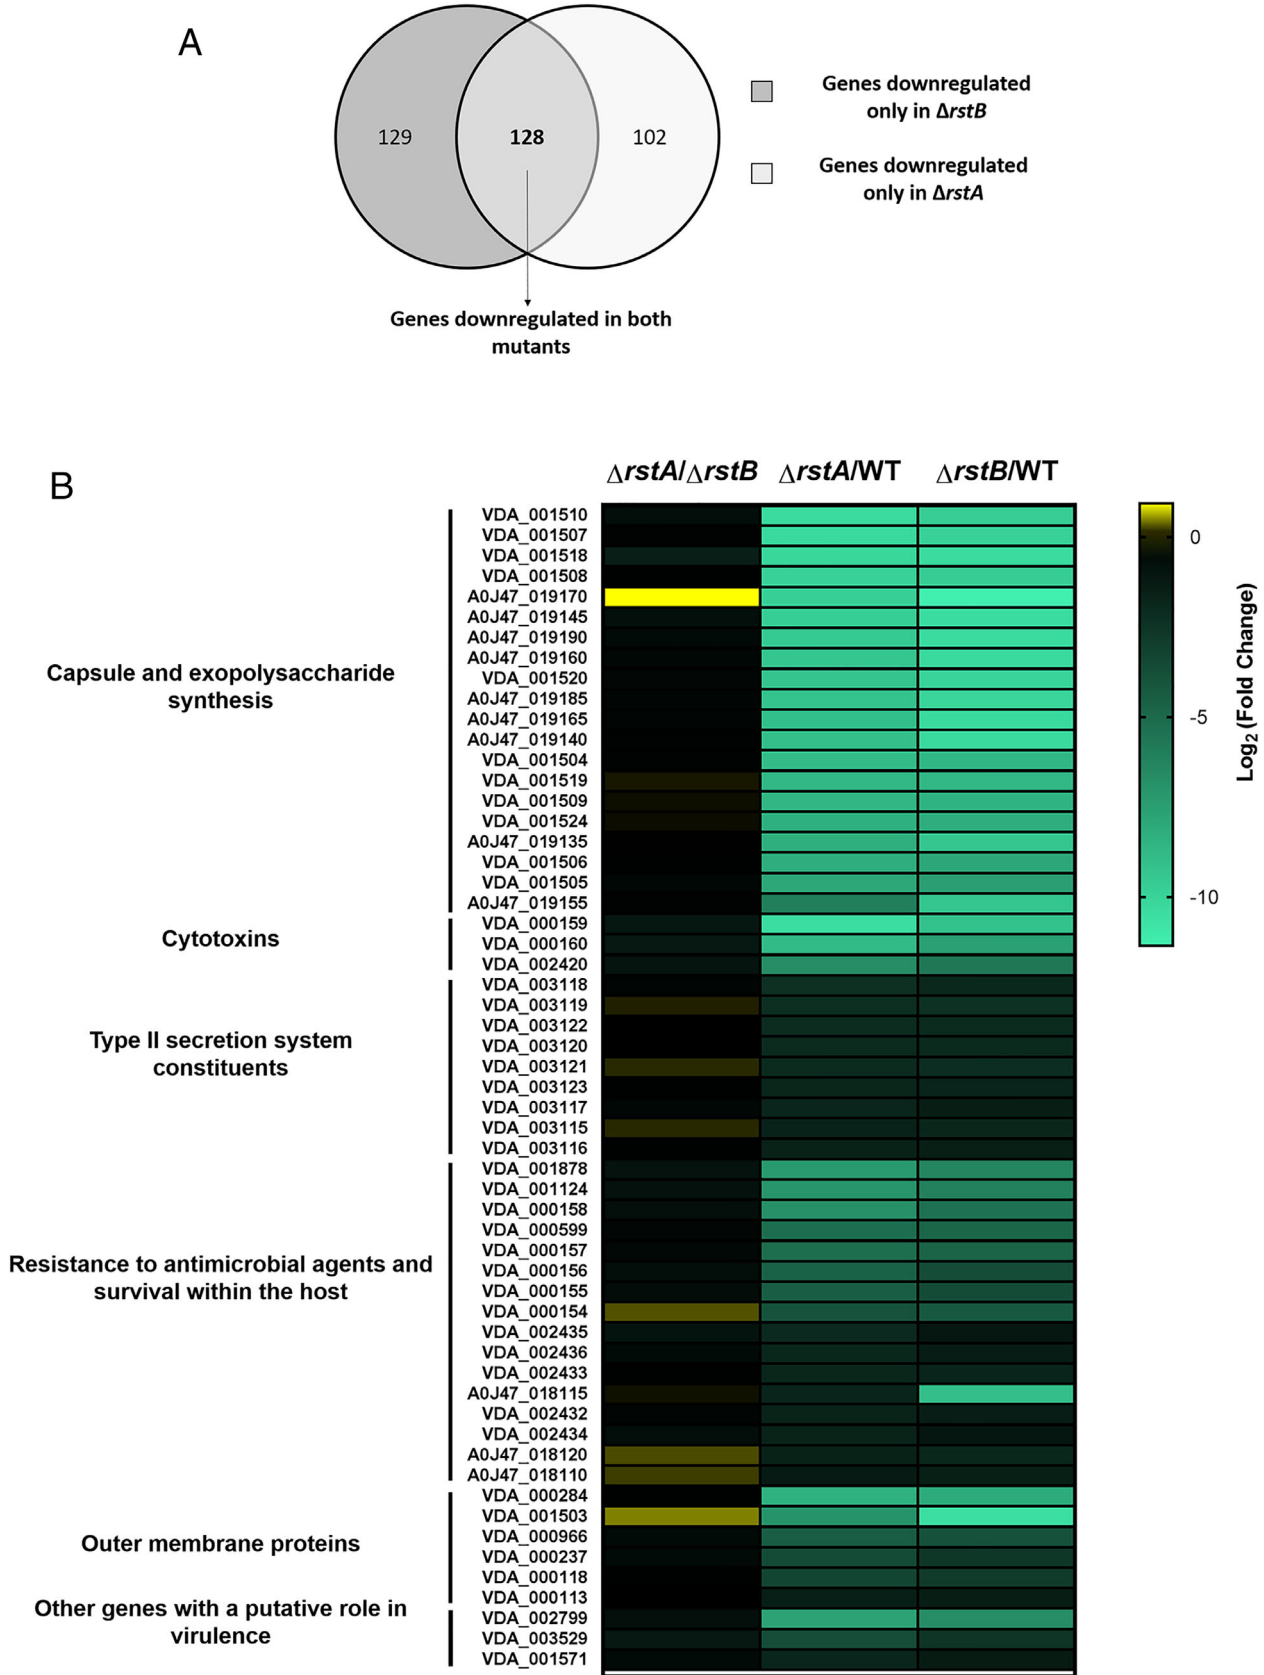 A
129
128
102
Genes downregulated
only in ΔrstB
Genes downregulated
only in ΔrstA
Genes downregulated in both
mutants
B
ΔrstA/ΔrstB ΔrstA/WT ΔrstB/WT
Capsule and exopolysaccharide
synthesis
VDA_001510
VDA_001507
VDA_001518
VDA_001508
A0J47_019170
A0J47_019145
A0J47_019190
A0J47_019160
VDA_001520
A0J47_019185
A0J47_019165
A0J47_019140
VDA_001504
VDA_001519
VDA_001509
VDA_001524
A0J47_019135
VDA_001506
VDA_001505
A0J47_019155
Cytotoxins
VDA_000159
VDA_000160
VDA_002420
Type II secretion system
constituents
VDA_003118
VDA_003119
VDA_003122
VDA_003120
VDA_003121
VDA_003123
VDA_003117
VDA_003115
VDA_003116
Resistance to antimicrobial agents and
survival within the host
VDA_001878
VDA_001124
VDA_000158
VDA_000599
VDA_000157
VDA_000156
VDA_000155
VDA_000154
VDA_002435
VDA_002436
VDA_002433
A0J47_018115
VDA_002432
VDA_002434
A0J47_018120
A0J47_018110
Outer membrane proteins
VDA_000284
VDA_001503
VDA_000966
VDA_000237
VDA_000118
VDA_000113
Other genes with a putative role in
virulence
VDA_002799
VDA_003529
VDA_001571
0
-5
-10
Log2 (Fold Change)